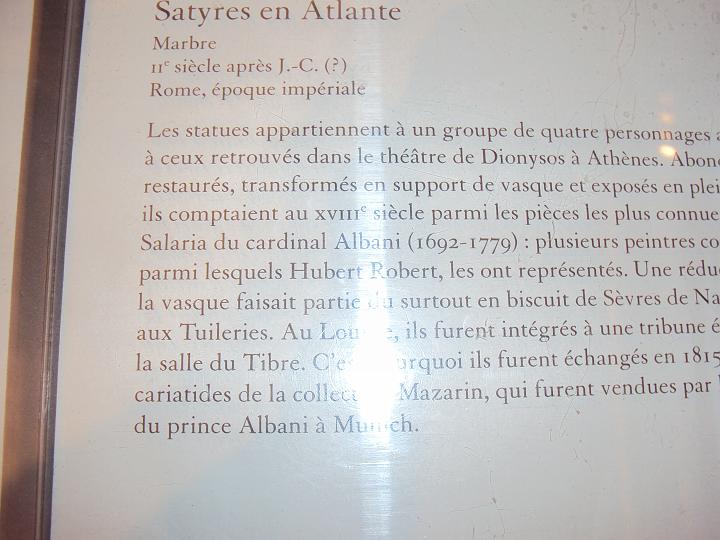 Satyres en Atlante
Marbre
IIe siècle après J.-C. (?)
Rome, époque impériale
Les statues appartiennent à un groupe de quatre personnages
à ceux retrouvés dans le théâtre de Dionysos à Athènes.
restaurés, transformés en support de vasque et exposés en
ils comptaient au XVIIIe siècle parmi les pièces les plus
Salaria du cardinal Albani (1692-1779) : plusieurs peintres
parmi lesquels Hubert Robert, les ont représentés. Une
la vasque faisait partie du surtout en biscuit de Sèvres de
aux Tuileries. Au Louvre, ils furent intégrés à une tribune
la salle du Tibre. C'est pourquoi ils furent échangés en 1815
cariatides de la collection Mazarin, qui furent vendues par
du prince Albani à Munich.